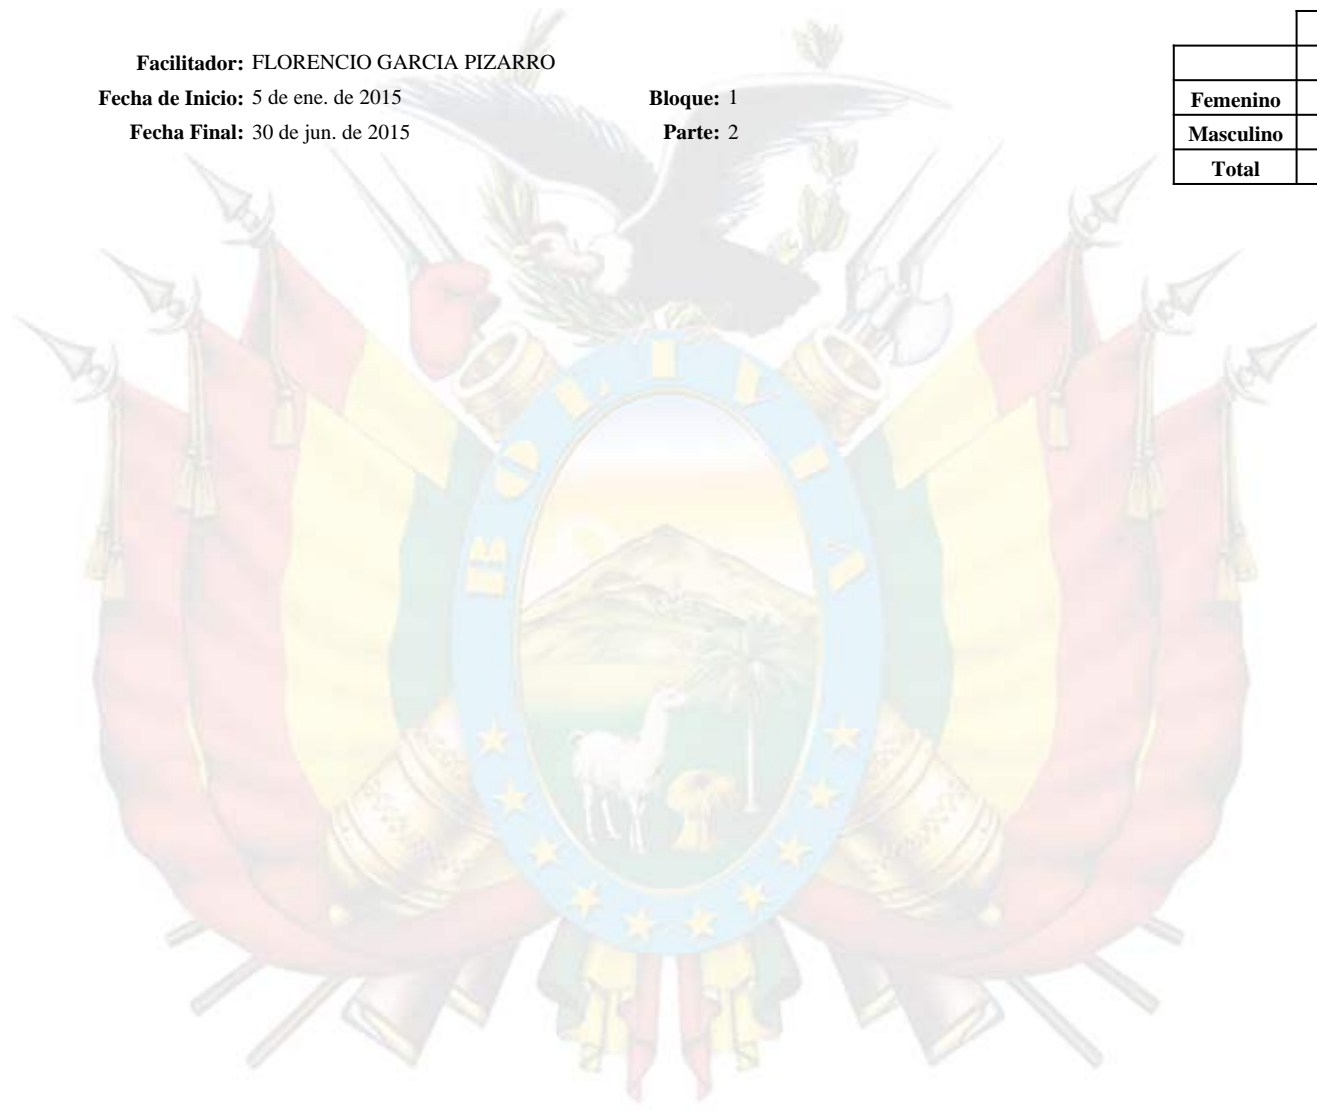 Facilitador: FLORENCIO GARCIA PIZARRO
Fecha de Inicio: 5 de ene. de 2015 Bloque: 1
Fecha Final: 30 de jun. de 2015 Parte: 2
Femenino
Masculino
Total
BOLIVIA